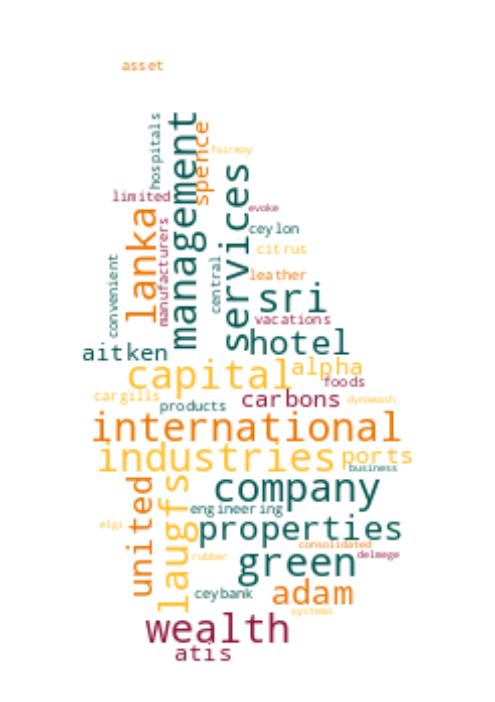 asset
hospitals
management
spence
fairway
limited
services
evoke
lanka
manufacturers
ceylon
citrus
convenient
central
leather
sri
vacations
hotel
aitken
capital
alpha
foods
cargills
products
carbons
dynawash
international
industries
ports
business
united
laugfs
company
engineering
elgi
properties
consolidated
rubber
green
delmege
ceybank
adam
systems
wealth
atis